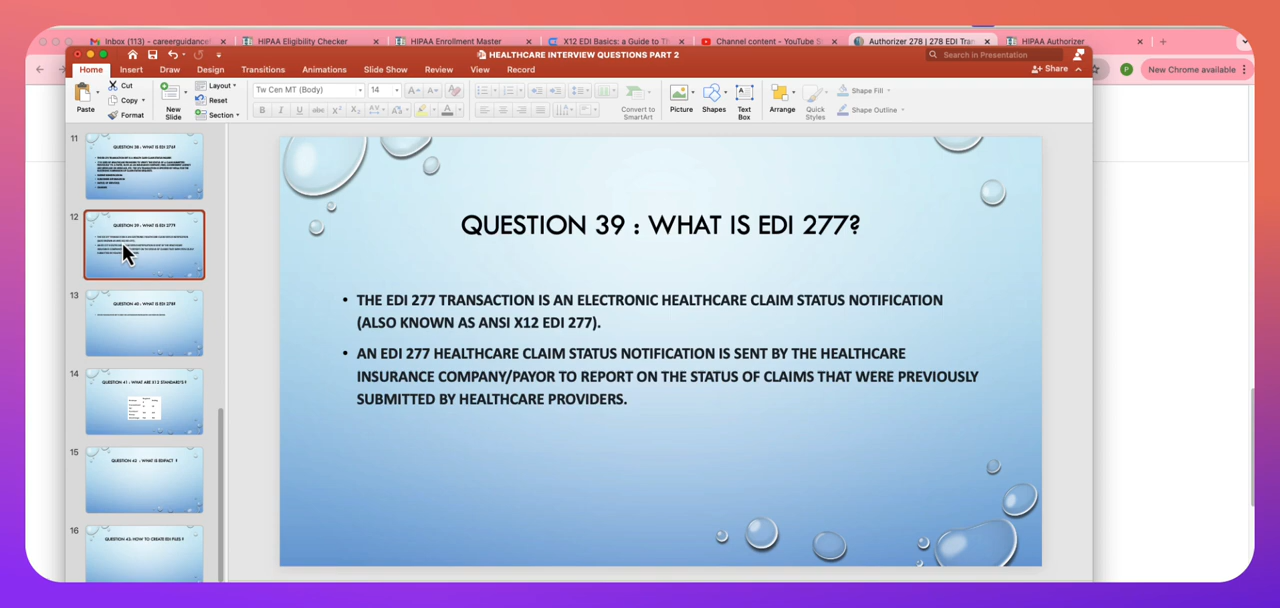 Inbox (113) - careerguidance
HIPAA Eligibility Checker
HIPAA Enrollment Master
X12 EDI Basics: a Guide to Th
Channel content - YouTube S
Authorizer 278 | 278 EDI Tran
HIPAA Authorizer
HEALTHCARE INTERVIEW QUESTIONS PART 2
Search in Presentation
New Chrome available
P
Home Insert Draw Design Transitions Animations Slide Show Review View Record
Share
Paste
Cut
Copy
Format
New Slide
Layout
Reset
Section
Tw Cen MT (Body)
14
Convert to SmartArt
Picture
Shapes
Text Box
Arrange
Quick Styles
Shape Fill
Shape Outline
11
QUESTION 38 : WHAT IS EDI 276?
12
QUESTION 39 : WHAT IS EDI 277?
13
QUESTION 40 : WHAT IS EDI 278?
14
QUESTION 41 : WHAT ARE X12 STANDARD'S ?
15
QUESTION 42 : WHAT IS EDIFACT ?
16
QUESTION 43: HOW TO CREATE EDI FILES ?
QUESTION 39 : WHAT IS EDI 277?
• THE EDI 277 TRANSACTION IS AN ELECTRONIC HEALTHCARE CLAIM STATUS NOTIFICATION
(ALSO KNOWN AS ANSI X12 EDI 277).
• AN EDI 277 HEALTHCARE CLAIM STATUS NOTIFICATION IS SENT BY THE HEALTHCARE
INSURANCE COMPANY/PAYOR TO REPORT ON THE STATUS OF CLAIMS THAT WERE PREVIOUSLY
SUBMITTED BY HEALTHCARE PROVIDERS.